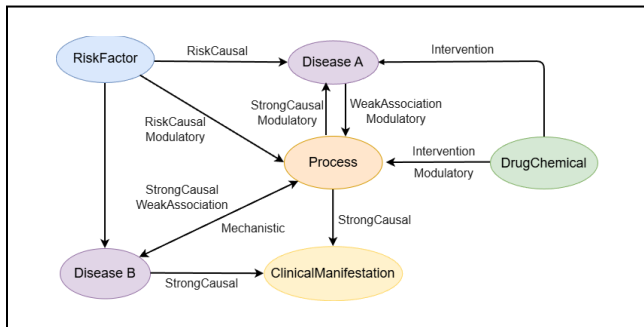 RiskFactor
RiskCausal
Disease A
Intervention
StrongCausal
Modulatory
WeakAssociation
Modulatory
RiskCausal
Modulatory
Process
Intervention
Modulatory
DrugChemical
StrongCausal
WeakAssociation
Mechanistic
StrongCausal
Disease B
StrongCausal
ClinicalManifestation